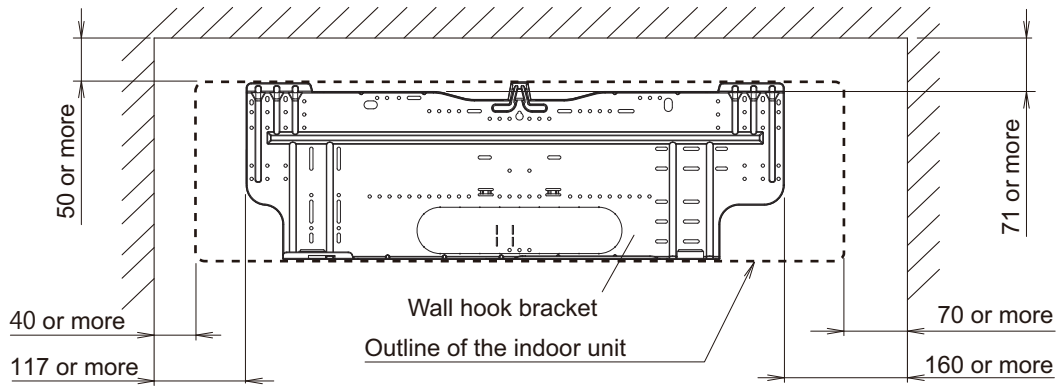 50 or more
71 or more
Wall hook bracket
40 or more
70 or more
Outline of the indoor unit
117 or more
160 or more